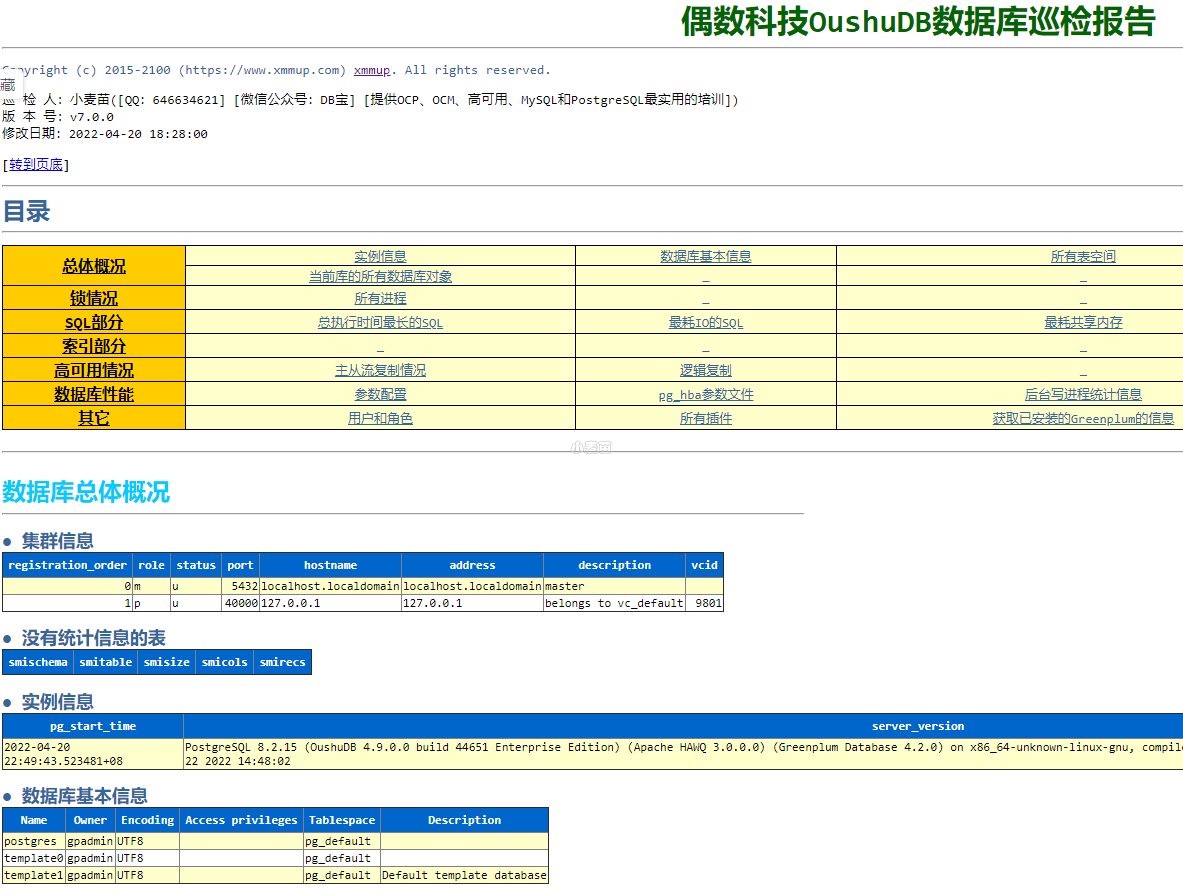 偶数科技OushuDB数据库巡检报告
Copyright (c) 2015-2100 (https://www.xmmup.com) xmmup. All rights reserved.
藏
巡 检 人: 小麦苗([QQ: 646634621] [微信公众号: DB宝] [提供OCP、OCM、高可用、MySQL和PostgreSQL最实用的培训])
版 本 号: v7.0.0
修改日期: 2022-04-20 18:28:00
[转到页底]
目录
总体概况 实例信息 数据库基本信息 所有表空间
当前库的所有数据库对象 _ _
锁情况 所有进程 _ _
SQL部分 总执行时间最长的SQL 最耗IO的SQL 最耗共享内存
索引部分 _ _ _
高可用情况 主从流复制情况 逻辑复制 _
数据库性能 参数配置 pg_hba参数文件 后台写进程统计信息
其它 用户和角色 所有插件 获取已安装的Greenplum的信息
小麦苗
数据库总体概况
● 集群信息
registration_order role status port hostname address description vcid
0 m u 5432 localhost.localdomain localhost.localdomain master
1 p u 40000 127.0.0.1 127.0.0.1 belongs to vc_default 9801
● 没有统计信息的表
smischema smitable smisize smicols smirecs
● 实例信息
pg_start_time server_version
2022-04-20 PostgreSQL 8.2.15 (OushuDB 4.9.0.0 build 44651 Enterprise Edition) (Apache HAWQ 3.0.0.0) (Greenplum Database 4.2.0) on x86_64-unknown-linux-gnu, compile
22:49:43.523481+08 22 2022 14:48:02
● 数据库基本信息
Name Owner Encoding Access privileges Tablespace Description
postgres gpadmin UTF8 pg_default
template0 gpadmin UTF8 pg_default
template1 gpadmin UTF8 pg_default Default template database